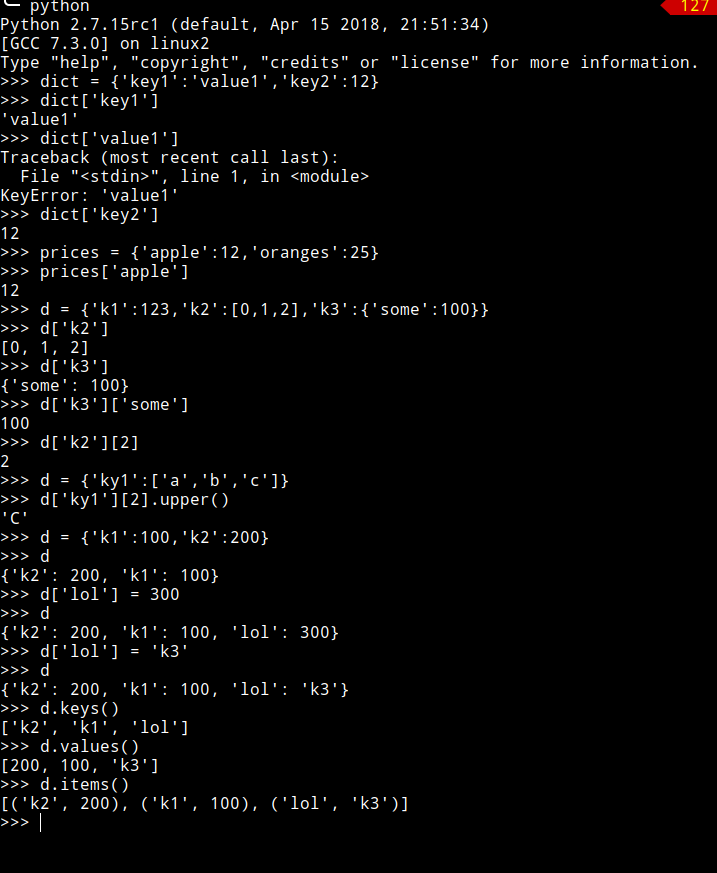 python
127
Python 2.7.15rc1 (default, Apr 15 2018, 21:51:34)
[GCC 7.3.0] on linux2
Type "help", "copyright", "credits" or "license" for more information.
>>> dict = {'key1':'value1','key2':12}
>>> dict['key1']
'value1'
>>> dict['value1']
Traceback (most recent call last):
  File "<stdin>", line 1, in <module>
KeyError: 'value1'
>>> dict['key2']
12
>>> prices = {'apple':12,'oranges':25}
>>> prices['apple']
12
>>> d = {'k1':123,'k2':[0,1,2],'k3':{'some':100}}
>>> d['k2']
[0, 1, 2]
>>> d['k3']
{'some': 100}
>>> d['k3']['some']
100
>>> d['k2'][2]
2
>>> d = {'ky1':['a','b','c']}
>>> d['ky1'][2].upper()
'C'
>>> d = {'k1':100,'k2':200}
>>> d
{'k2': 200, 'k1': 100}
>>> d['lol'] = 300
>>> d
{'k2': 200, 'k1': 100, 'lol': 300}
>>> d['lol'] = 'k3'
>>> d
{'k2': 200, 'k1': 100, 'lol': 'k3'}
>>> d.keys()
['k2', 'k1', 'lol']
>>> d.values()
[200, 100, 'k3']
>>> d.items()
[('k2', 200), ('k1', 100), ('lol', 'k3')]
>>>